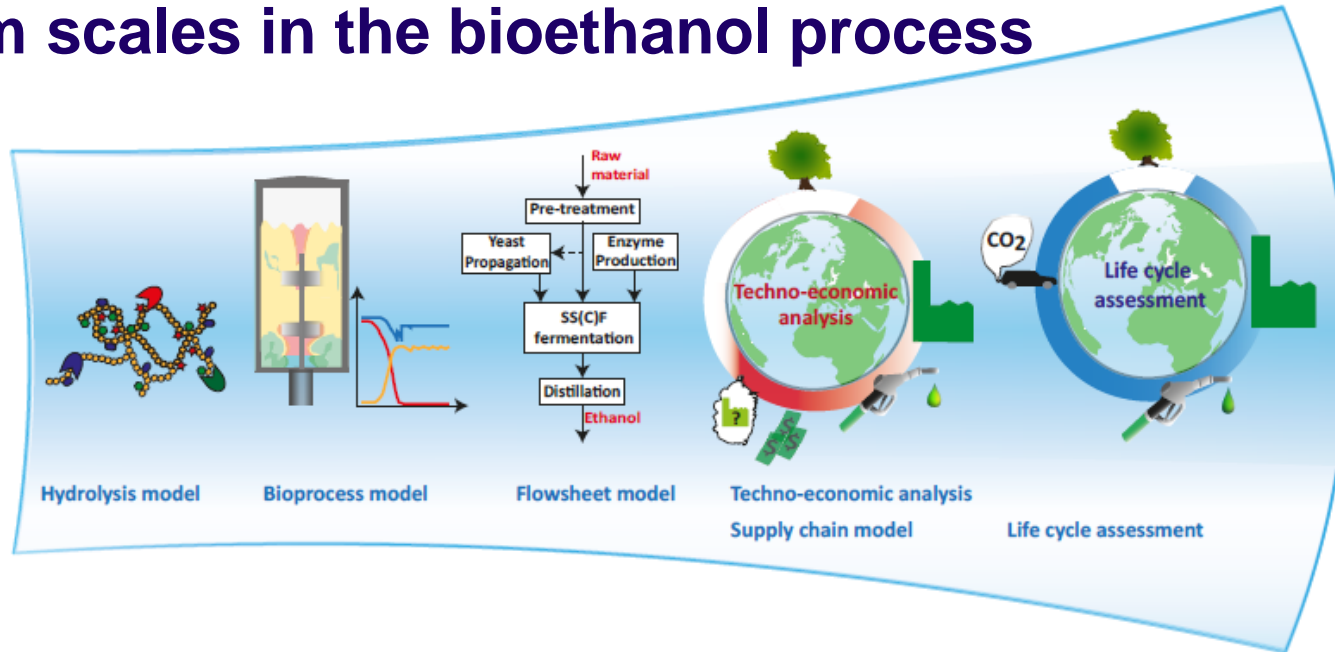 scales in the bioethanol process
Raw
material
Pre-treatment
Yeast
Propagation
Enzyme
Production
SS(C)F
fermentation
Distillation
Ethanol
Techno-economic
analysis
?
$ $
CO2
Life cycle
assessment
Hydrolysis model
Bioprocess model
Flowsheet model
Techno-economic analysis
Supply chain model
Life cycle assessment